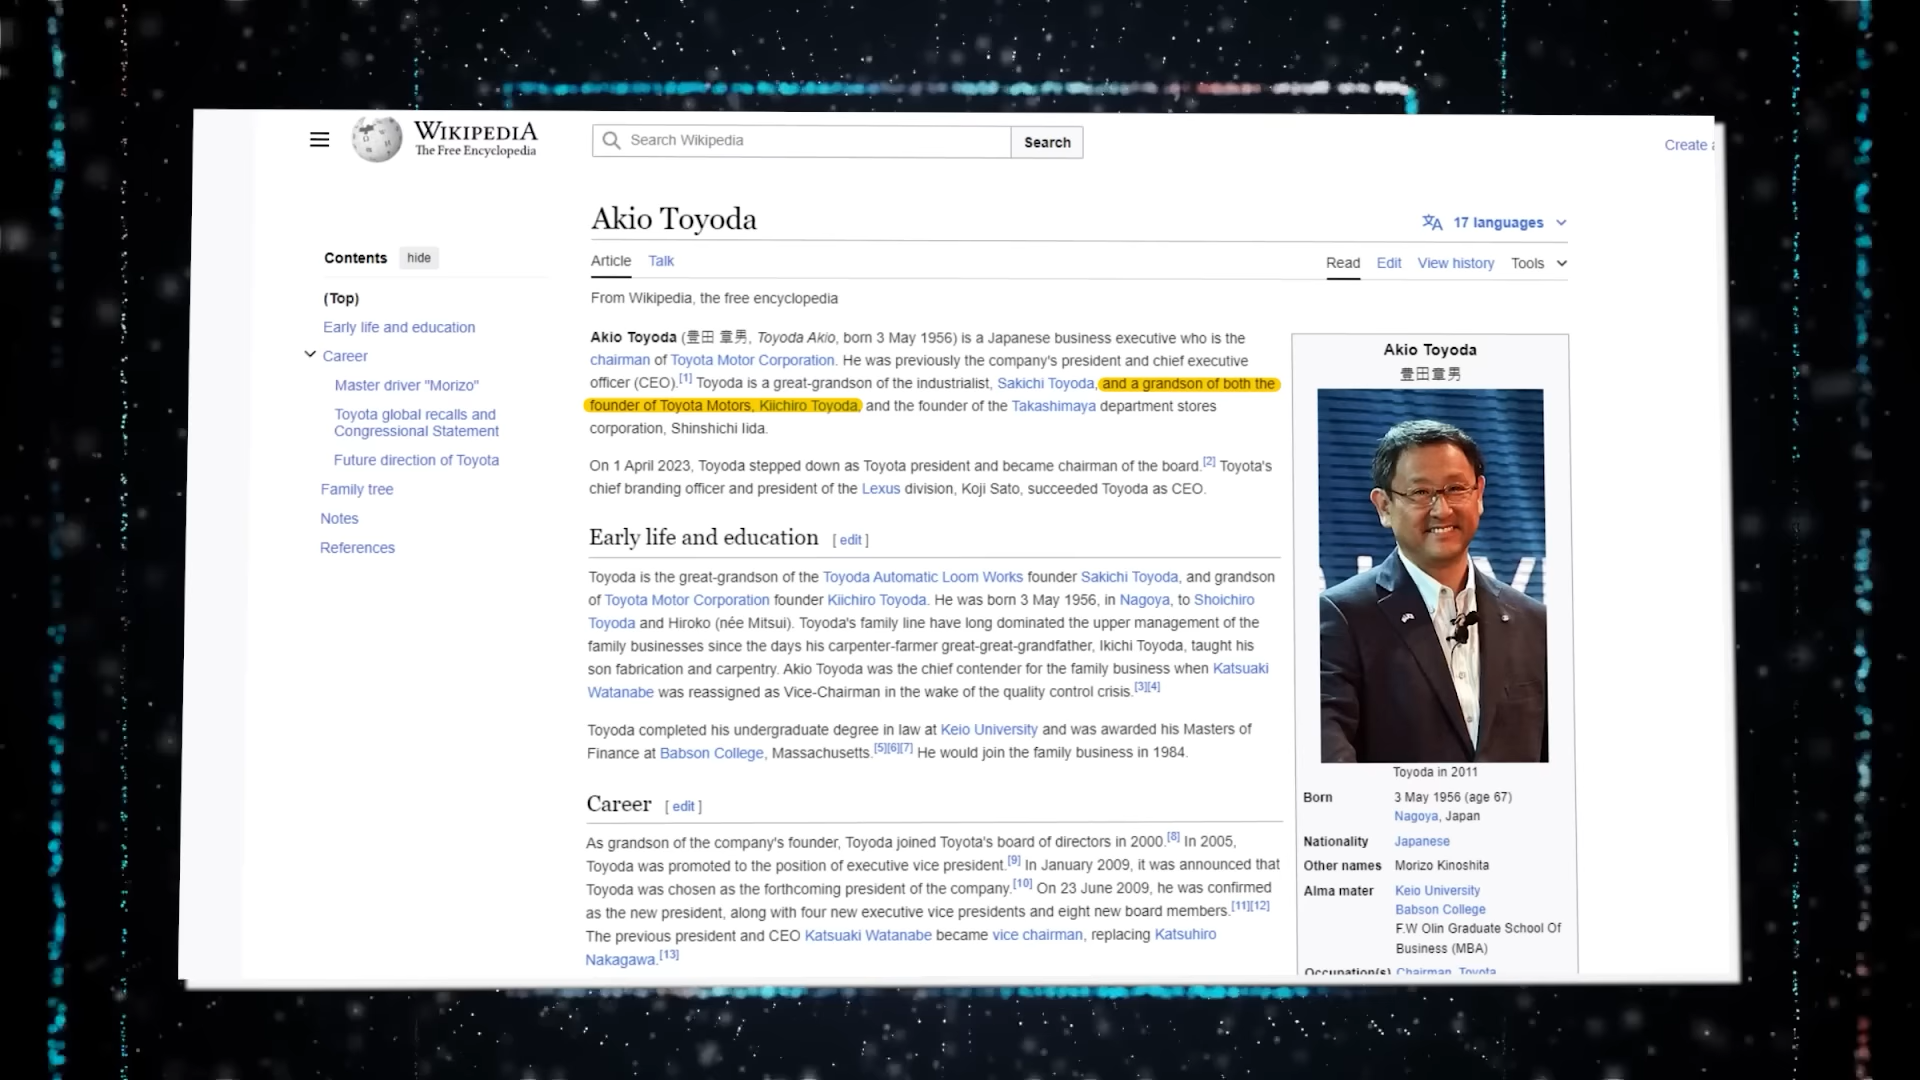 WIKIPEDIA
The Free Encyclopedia
Search Wikipedia
Search
Create
Contents
hide
(Top)
Early life and education
Career
Master driver "Morizo"
Toyota global recalls and
Congressional Statement
Future direction of Toyota
Family tree
Notes
References
Akio Toyoda
17 languages
Article Talk
Read Edit View history Tools
From Wikipedia, the free encyclopedia
Akio Toyoda (豊田 章男, Toyoda Akio, born 3 May 1956) is a Japanese business executive who is the
chairman of Toyota Motor Corporation. He was previously the company's president and chief executive
officer (CEO).[1] Toyoda is a great-grandson of the industrialist, Sakichi Toyoda, and a grandson of both the
founder of Toyota Motors, Kiichiro Toyoda, and the founder of the Takashimaya department stores
corporation, Shinshichi Iida.
On 1 April 2023, Toyoda stepped down as Toyota president and became chairman of the board.[2] Toyota's
chief branding officer and president of the Lexus division, Koji Sato, succeeded Toyoda as CEO.
Early life and education [ edit ]
Toyoda is the great-grandson of the Toyoda Automatic Loom Works founder Sakichi Toyoda, and grandson
of Toyota Motor Corporation founder Kiichiro Toyoda. He was born 3 May 1956, in Nagoya, to Shoichiro
Toyoda and Hiroko (née Mitsui). Toyoda's family line have long dominated the upper management of the
family businesses since the days his carpenter-farmer great-great-grandfather, Ikichi Toyoda, taught his
son fabrication and carpentry. Akio Toyoda was the chief contender for the family business when Katsuaki
Watanabe was reassigned as Vice-Chairman in the wake of the quality control crisis.[3][4]
Toyoda completed his undergraduate degree in law at Keio University and was awarded his Masters of
Finance at Babson College, Massachusetts.[5][6][7] He would join the family business in 1984.
Career [ edit ]
As grandson of the company's founder, Toyoda joined Toyota's board of directors in 2000.[8] In 2005,
Toyoda was promoted to the position of executive vice president.[9] In January 2009, it was announced that
Toyoda was chosen as the forthcoming president of the company.[10] On 23 June 2009, he was confirmed
as the new president, along with four new executive vice presidents and eight new board members.[11][12]
The previous president and CEO Katsuaki Watanabe became vice chairman, replacing Katsuhiro
Nakagawa.[13]
Akio Toyoda
豊田章男
Toyoda in 2011
Born 3 May 1956 (age 67)
Nagoya, Japan
Nationality Japanese
Other names Morizo Kinoshita
Alma mater Keio University
Babson College
F.W Olin Graduate School Of
Business (MBA)
Occupation(s) Chairman, Toyota